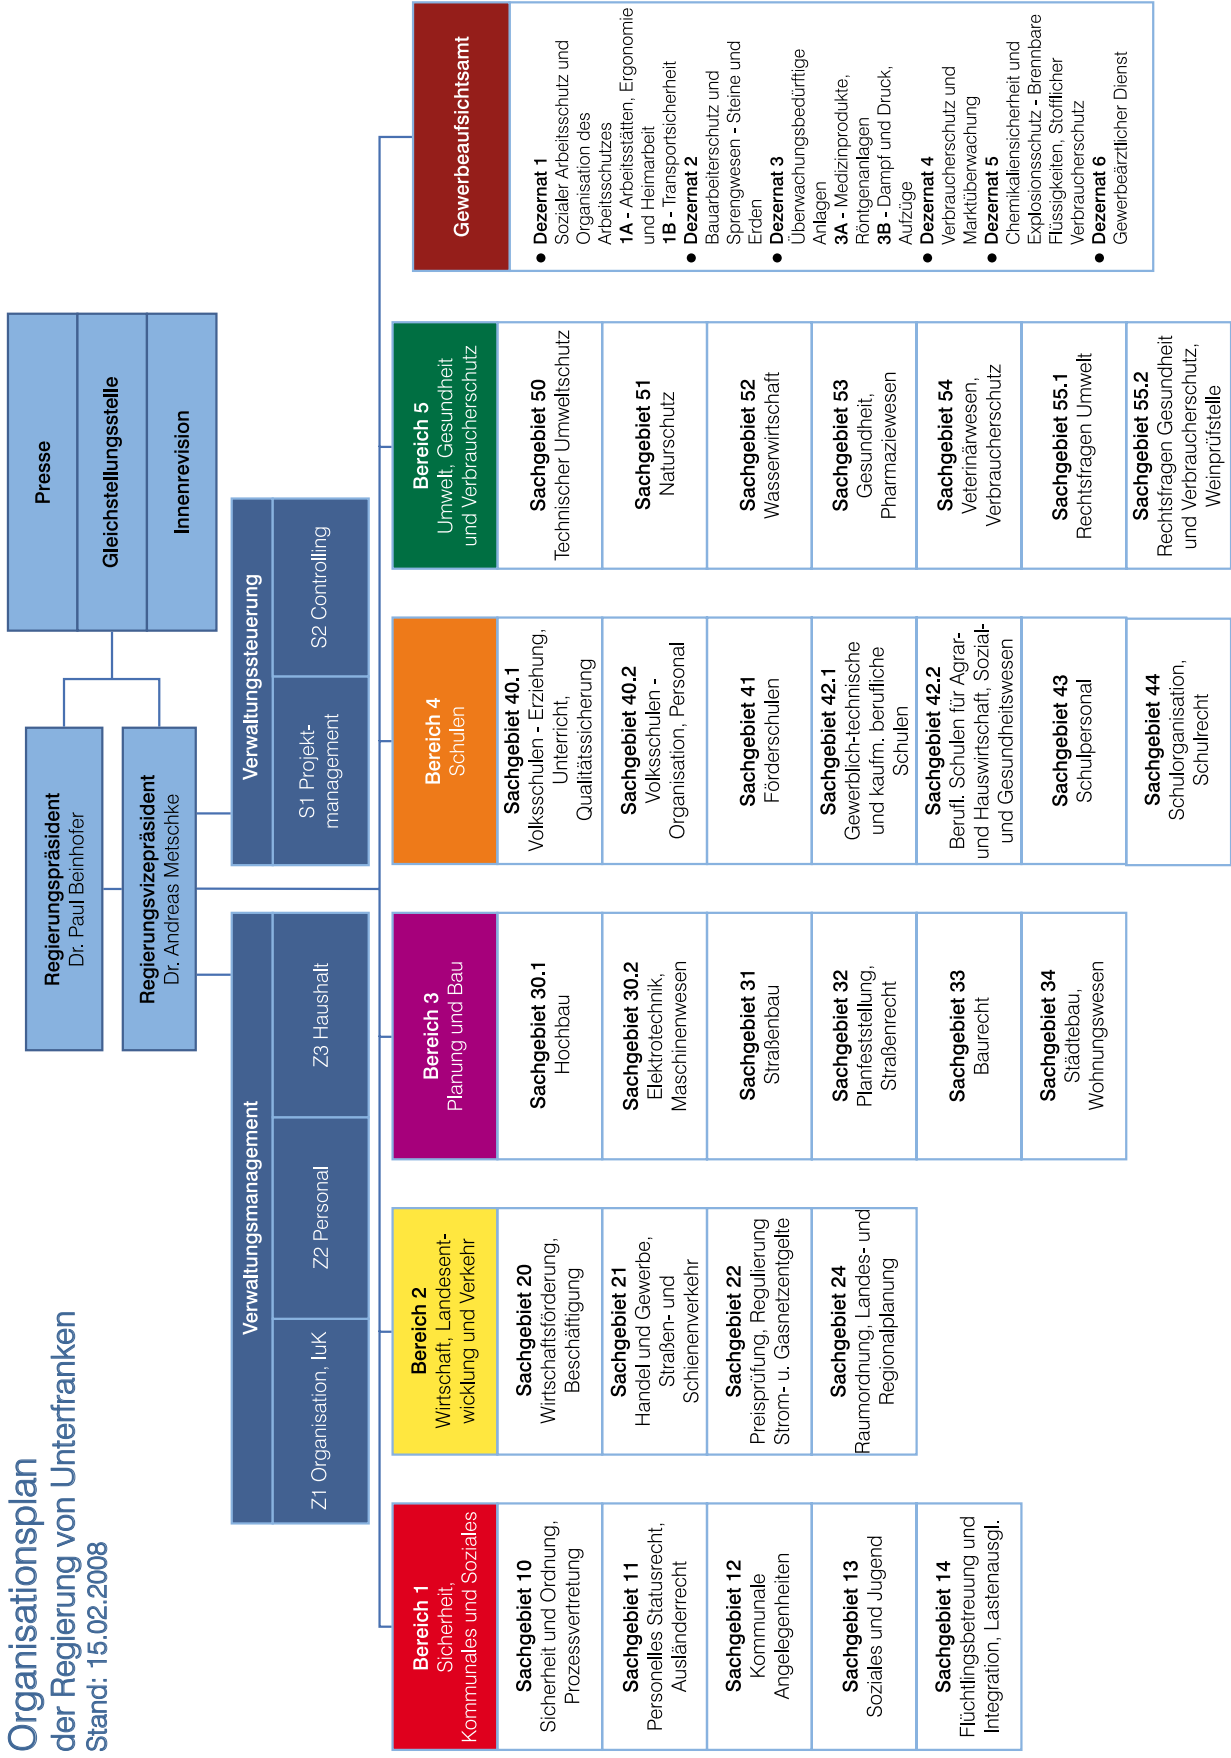 Organisationsplan
der Regierung von Unterfranken
Stand: 15.02.2008
Regierungspräsident
Dr. Paul Beinhofer
Regierungsvizepräsident
Dr. Andreas Metschke
Presse
Gleichstellungsstelle
Innenrevision
Verwaltungsmanagement
Z1 Organisation, IuK
Z2 Personal
Z3 Haushalt
Verwaltungssteuerung
S1 Projekt-
management
S2 Controlling
Bereich 1
Sicherheit,
Kommunales und Soziales
Sachgebiet 10
Sicherheit und Ordnung,
Prozessvertretung
Sachgebiet 11
Personelles Statusrecht,
Ausländerrecht
Sachgebiet 12
Kommunale
Angelegenheiten
Sachgebiet 13
Soziales und Jugend
Sachgebiet 14
Flüchtlingsbetreuung und
Integration, Lastenausgl.
Bereich 2
Wirtschaft, Landesent-
wicklung und Verkehr
Sachgebiet 20
Wirtschaftsförderung,
Beschäftigung
Sachgebiet 21
Handel und Gewerbe,
Straßen- und
Schienenverkehr
Sachgebiet 22
Preisprüfung, Regulierung
Strom- u. Gasnetzentgelte
Sachgebiet 24
Raumordnung, Landes- und
Regionalplanung
Bereich 3
Planung und Bau
Sachgebiet 30.1
Hochbau
Sachgebiet 30.2
Elektrotechnik,
Maschinenwesen
Sachgebiet 31
Straßenbau
Sachgebiet 32
Planfeststellung,
Straßenrecht
Sachgebiet 33
Baurecht
Sachgebiet 34
Städtebau,
Wohnungswesen
Bereich 4
Schulen
Sachgebiet 40.1
Volksschulen - Erziehung,
Unterricht,
Qualitätssicherung
Sachgebiet 40.2
Volksschulen -
Organisation, Personal
Sachgebiet 41
Förderschulen
Sachgebiet 42.1
Gewerblich-technische
und kaufm. berufliche
Schulen
Sachgebiet 42.2
Berufl. Schulen für Agrar-
und Hauswirtschaft, Sozial-
und Gesundheitswesen
Sachgebiet 43
Schulpersonal
Sachgebiet 44
Schulorganisation,
Schulrecht
Bereich 5
Umwelt, Gesundheit
und Verbraucherschutz
Sachgebiet 50
Technischer Umweltschutz
Sachgebiet 51
Naturschutz
Sachgebiet 52
Wasserwirtschaft
Sachgebiet 53
Gesundheit,
Pharmaziewesen
Sachgebiet 54
Veterinärwesen,
Verbraucherschutz
Sachgebiet 55.1
Rechtsfragen Umwelt
Sachgebiet 55.2
Rechtsfragen Gesundheit
und Verbraucherschutz,
Weinprüfstelle
Gewerbeaufsichtsamt
● Dezernat 1
Sozialer Arbeitsschutz und
Organisation des
Arbeitsschutzes
1A - Arbeitsstätten, Ergonomie
und Heimarbeit
1B - Transportsicherheit
● Dezernat 2
Bauarbeiterschutz und
Sprengwesen - Steine und
Erden
● Dezernat 3
Überwachungsbedürftige
Anlagen
3A - Medizinprodukte,
Röntgenanlagen
3B - Dampf und Druck,
Aufzüge
● Dezernat 4
Verbraucherschutz und
Marktüberwachung
● Dezernat 5
Chemikaliensicherheit und
Explosionsschutz - Brennbare
Flüssigkeiten, Stofflicher
Verbraucherschutz
● Dezernat 6
Gewerbeärztlicher Dienst